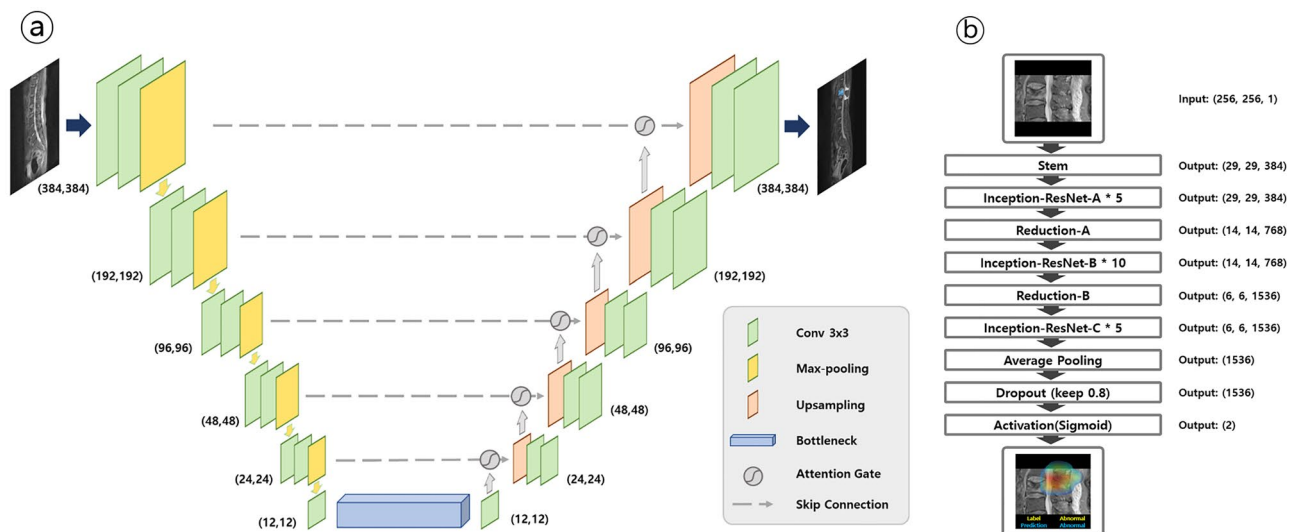 a
(384,384)
(192,192)
(96,96)
(48,48)
(24,24)
(12,12)
(12,12)
(24,24)
(48,48)
(96,96)
(192,192)
(384,384)
Conv 3x3
Max-pooling
Upsampling
Bottleneck
Attention Gate
Skip Connection
b
Input: (256, 256, 1)
Stem
Output: (29, 29, 384)
Inception-ResNet-A * 5
Output: (29, 29, 384)
Reduction-A
Output: (14, 14, 768)
Inception-ResNet-B * 10
Output: (14, 14, 768)
Reduction-B
Output: (6, 6, 1536)
Inception-ResNet-C * 5
Output: (6, 6, 1536)
Average Pooling
Output: (1536)
Dropout (keep 0.8)
Output: (1536)
Activation(Sigmoid)
Output: (2)
Label Abnormal
Prediction Abnormal